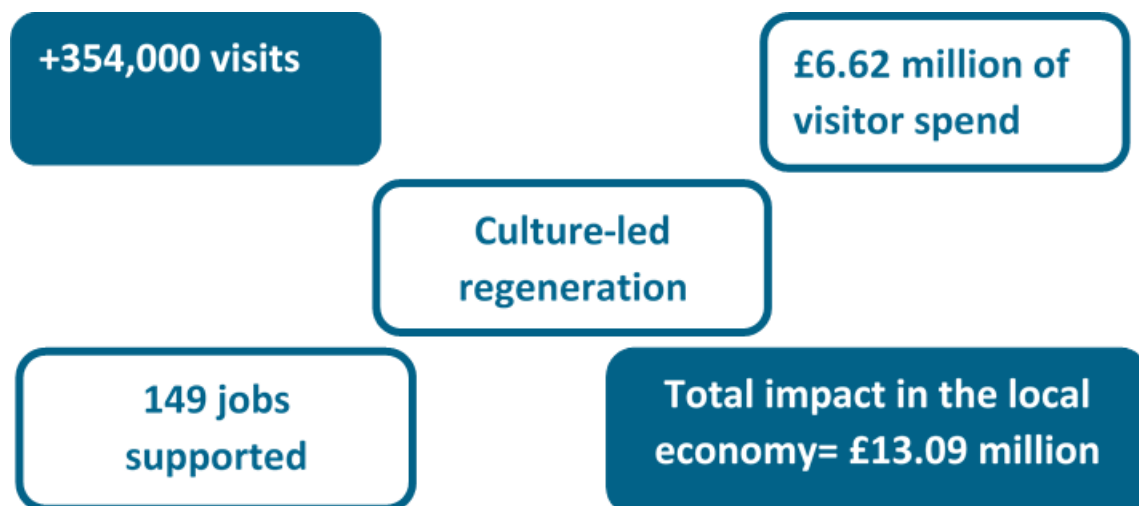 +354,000 visits
£6.62 million of
visitor spend
Culture-led
regeneration
149 jobs
supported
Total impact in the local
economy= £13.09 million